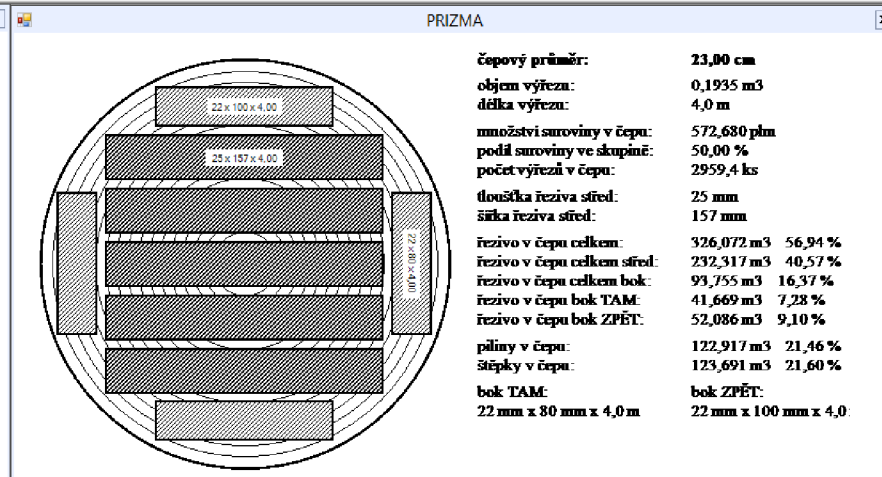 PRIZMA
22 x 100 x 4,00
25 x 157 x 4,00
22 x 80 x 4,00
čepový průměr: 23,00 cm
objem výřezu: 0,1935 m3
délka výřezu: 4,0 m
množství suroviny v čepu: 572,680 plm
podíl suroviny ve skupině: 50,00 %
počet výřezů v čepu: 2959,4 ks
tloušťka řeziva střed: 25 mm
šířka řeziva střed: 157 mm
řezivo v čepu celkem: 326,072 m3 56,94 %
řezivo v čepu celkem střed: 232,317 m3 40,57 %
řezivo v čepu celkem bok: 93,755 m3 16,37 %
řezivo v čepu bok TAM: 41,669 m3 7,28 %
řezivo v čepu bok ZPĚT: 52,086 m3 9,10 %
piliny v čepu: 122,917 m3 21,46 %
štěpky v čepu: 123,691 m3 21,60 %
bok TAM: bok ZPĚT:
22 mm x 80 mm x 4,0 m 22 mm x 100 mm x 4,0